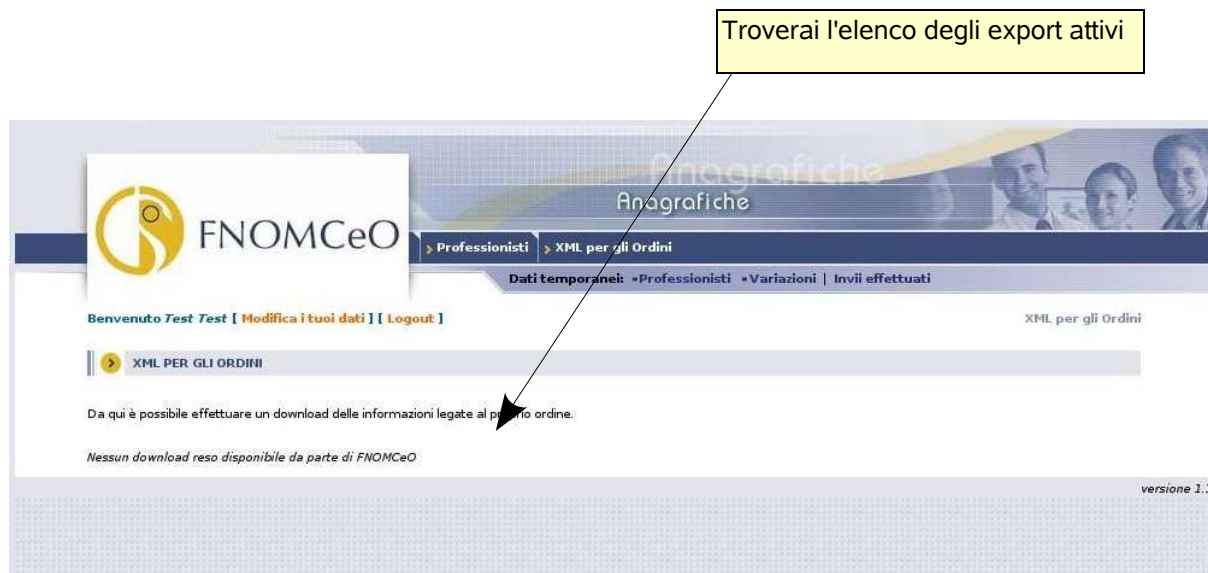 Troverai l'elenco degli export attivi
Anagrafiche
Anagrafiche
FNOMCeO
Professionisti XML per gli Ordini
Dati temporanei: Professionisti Variazioni | Invii effettuati
Benvenuto Test Test [ Modifica i tuoi dati ] [ Logout ]
XML per gli Ordini
XML PER GLI ORDINI
Da qui è possibile effettuare un download delle informazioni legate al proprio ordine.
Nessun download reso disponibile da parte di FNOMCeO
versione 1.